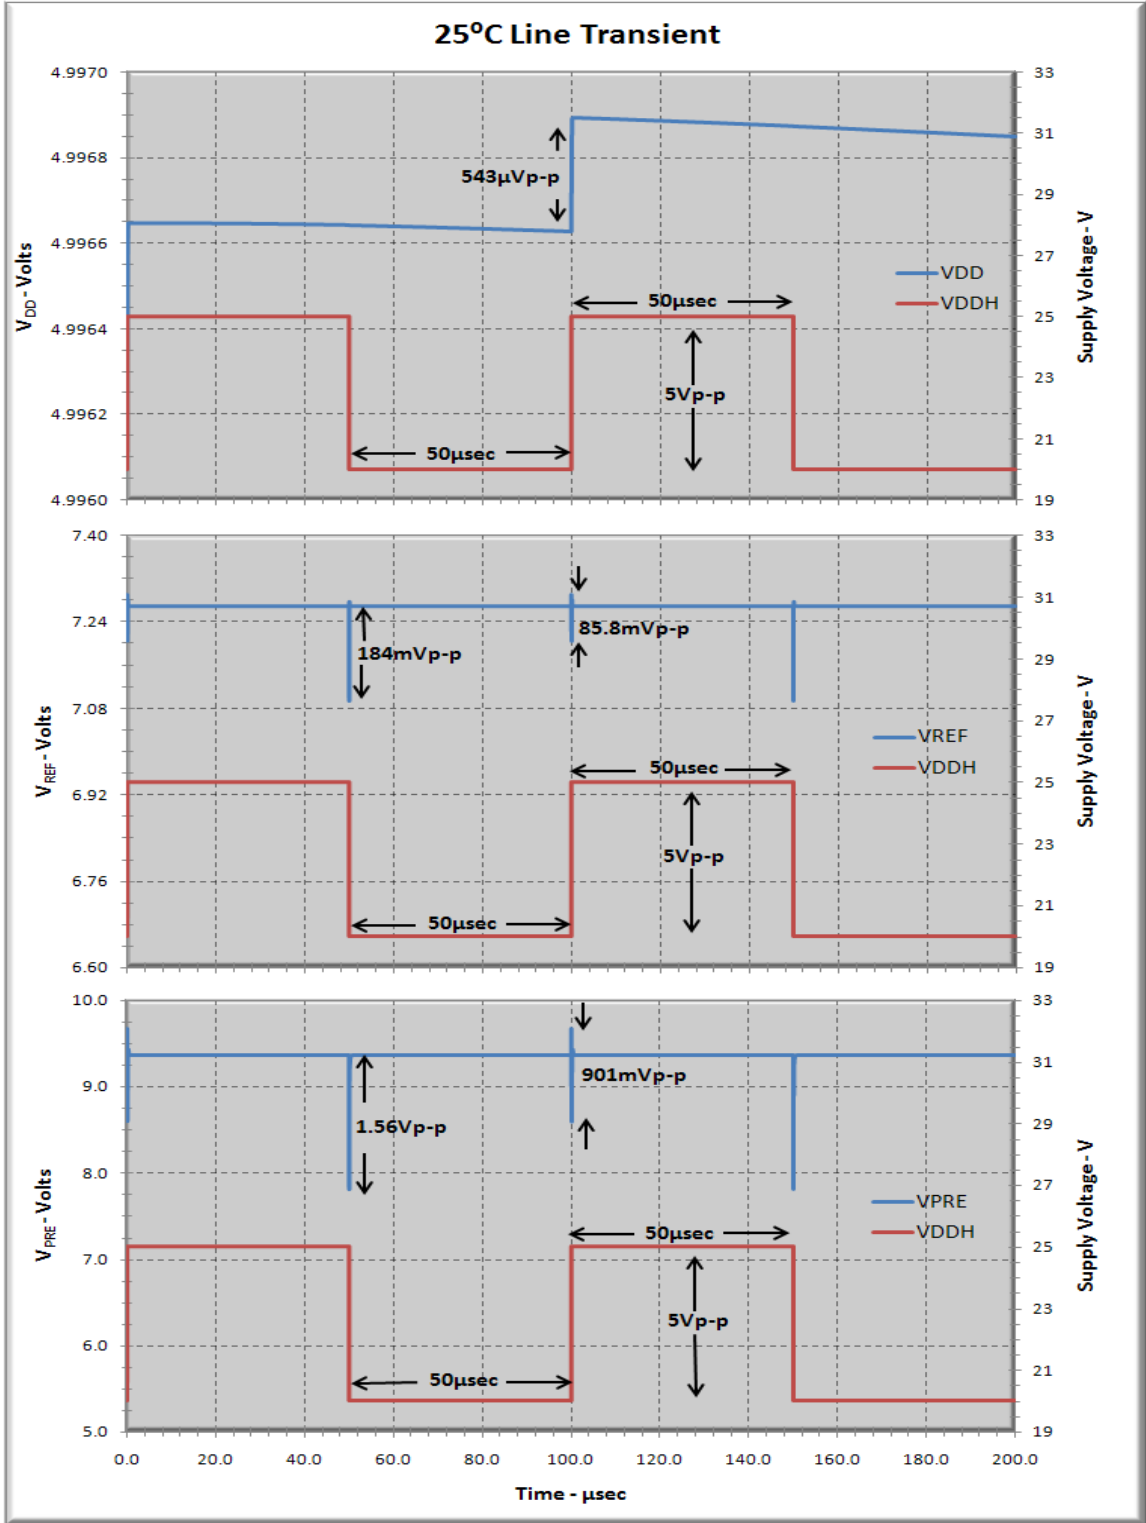 25°C Line Transient
4.9970
4.9968
4.9966
4.9964
4.9962
4.9960
V_DD - Volts
33
31
29
27
25
23
21
19
Supply Voltage - V
543µVp-p
VDD
VDDH
50µsec
5Vp-p
50µsec
7.40
7.24
7.08
6.92
6.76
6.60
V_REF - Volts
33
31
29
27
25
23
21
19
Supply Voltage - V
85.8mVp-p
184mVp-p
VREF
VDDH
50µsec
5Vp-p
50µsec
10.0
9.0
8.0
7.0
6.0
5.0
V_PRE - Volts
33
31
29
27
25
23
21
19
Supply Voltage - V
901mVp-p
1.56Vp-p
VPRE
VDDH
50µsec
5Vp-p
50µsec
0.0 20.0 40.0 60.0 80.0 100.0 120.0 140.0 160.0 180.0 200.0
Time - µsec